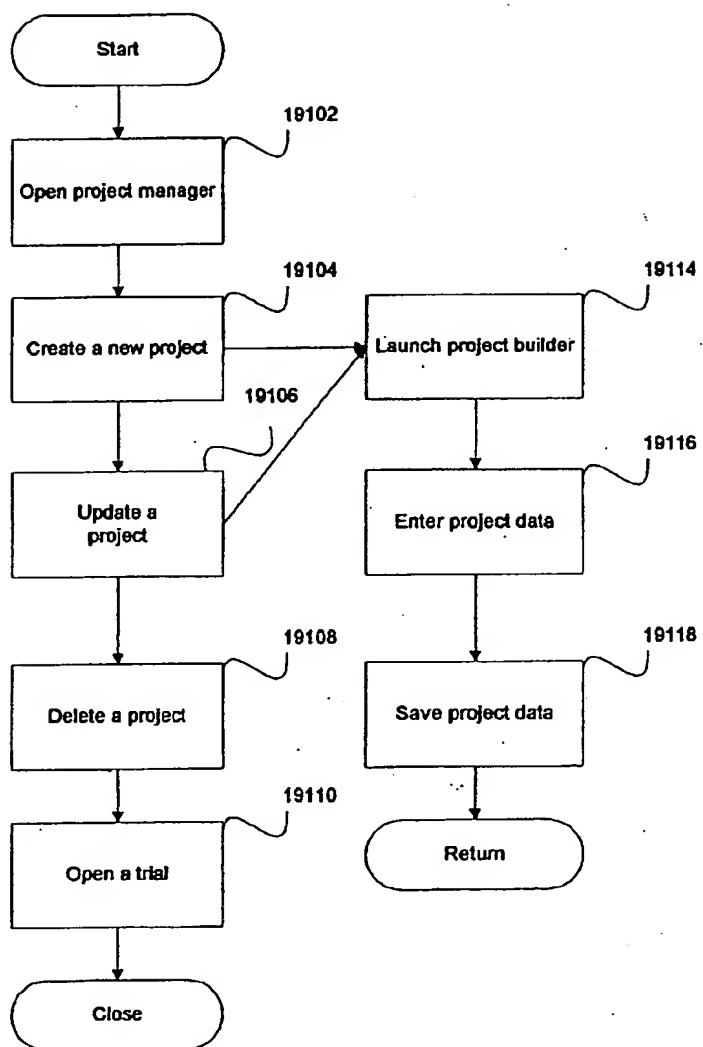 Start
19102
Open project manager
19104
Create a new project
19114
Launch project builder
19106
Update a
project
19116
Enter project data
19108
Delete a project
19118
Save project data
19110
Open a trial
Return
Close